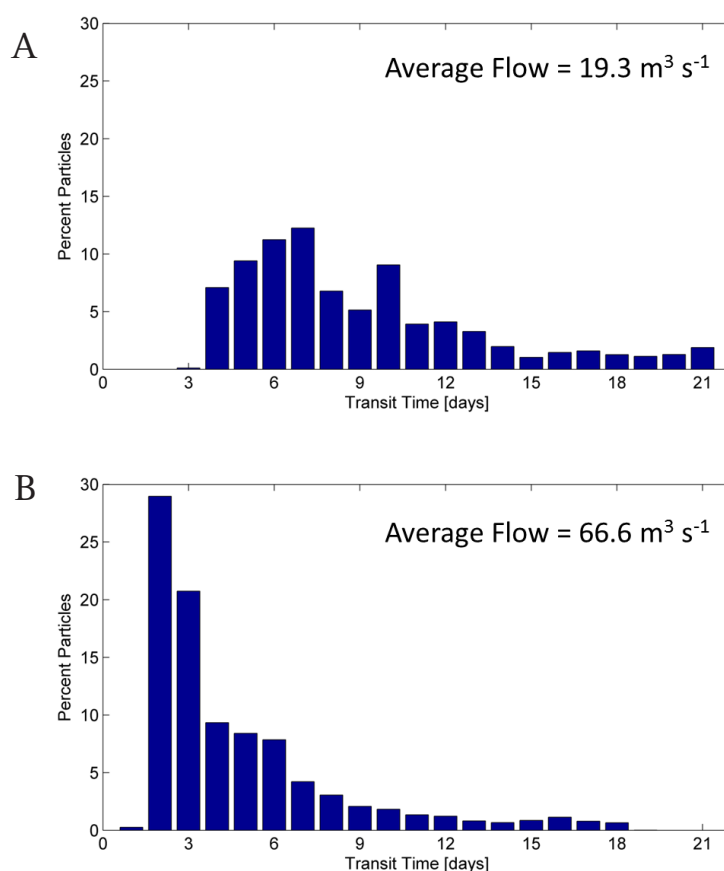 A
Average Flow = 19.3 m³ s⁻¹
30
25
20
15
10
5
0
Percent Particles
0 3 6 9 12 15 18 21
Transit Time [days]
B
Average Flow = 66.6 m³ s⁻¹
30
25
20
15
10
5
0
Percent Particles
0 3 6 9 12 15 18 21
Transit Time [days]